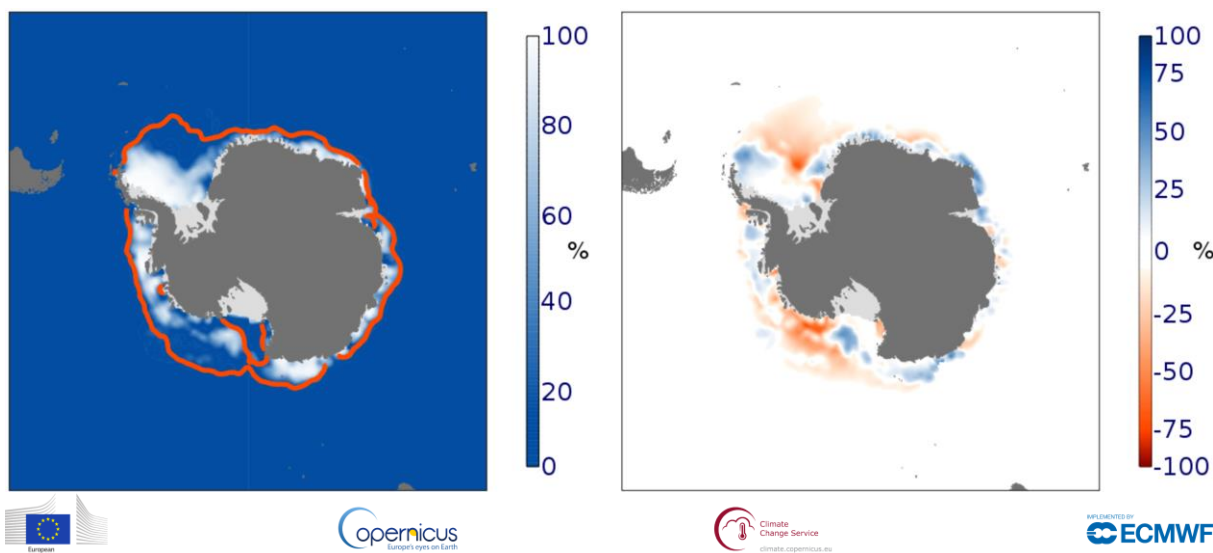 100
80
60
%
40
20
0
100
75
50
25
0
%
-25
-50
-75
-100
European
opernicus
Europe's eyes on Earth
Climate
Change Service
climate.copernicus.eu
IMPLEMENTED BY
ECMWF